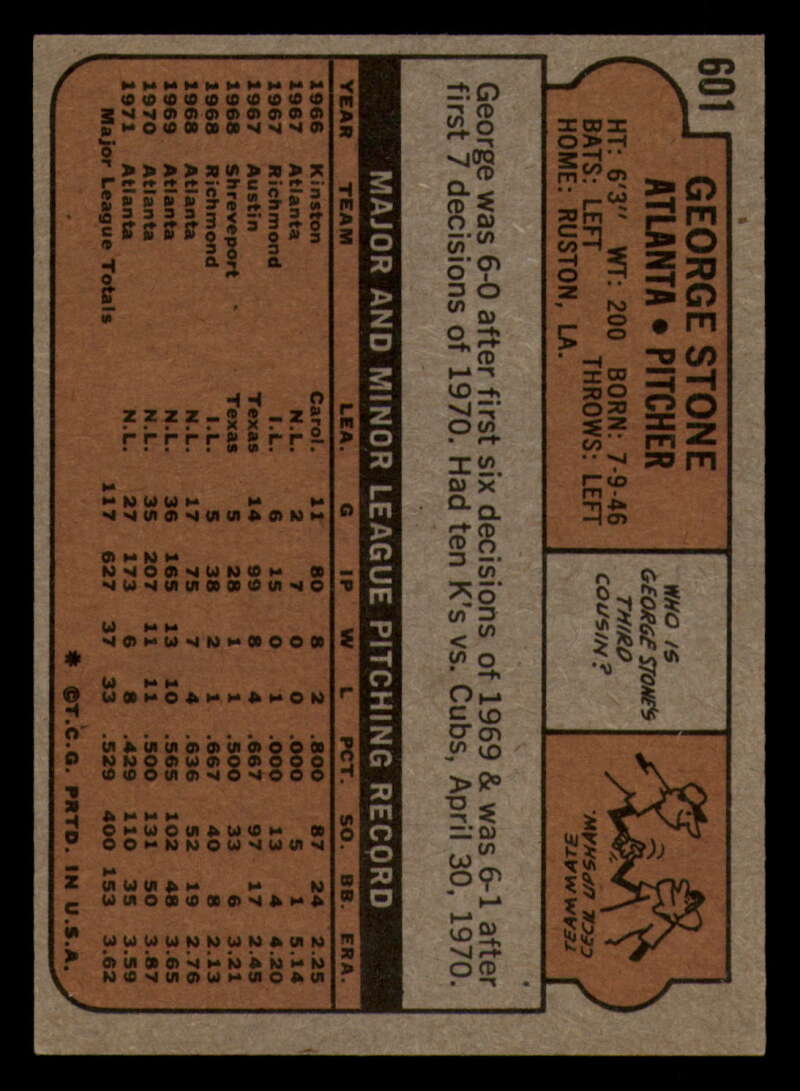 601
GEORGE STONE
ATLANTA • PITCHER
HT: 6'3" WT: 200 BORN: 7-9-46
BATS: LEFT THROWS: LEFT
HOME: RUSTON, LA.
WHO IS
GEORGE STONE'S
THIRD
COUSIN?
TEAMMATE
CECIL UPSHAW.
George was 6-0 after first six decisions of 1969 & was 6-1 after
first 7 decisions of 1970. Had ten K's vs. Cubs, April 30, 1970.
MAJOR AND MINOR LEAGUE PITCHING RECORD
YEAR TEAM LEA. G IP W L PCT. SO. BB. ERA.
1966 Kinston Carol. 11 80 8 2 .800 87 24 2.25
1967 Atlanta N.L. 2 7 0 0 .000 5 1 5.14
1967 Richmond I.L. 6 15 0 1 .000 13 4 4.20
1967 Austin Texas 14 99 8 4 .667 97 17 2.45
1968 Shreveport Texas 5 28 1 1 .500 33 6 3.21
1968 Richmond I.L. 5 38 2 1 .667 40 8 2.13
1968 Atlanta N.L. 17 75 7 4 .636 52 19 2.76
1969 Atlanta N.L. 36 165 13 10 .565 102 48 3.65
1970 Atlanta N.L. 35 207 11 11 .500 131 50 3.87
1971 Atlanta N.L. 27 173 6 8 .429 110 35 3.59
Major League Totals 117 627 37 33 .529 400 153 3.62
* ©T.C.G. PRTD. IN U.S.A.